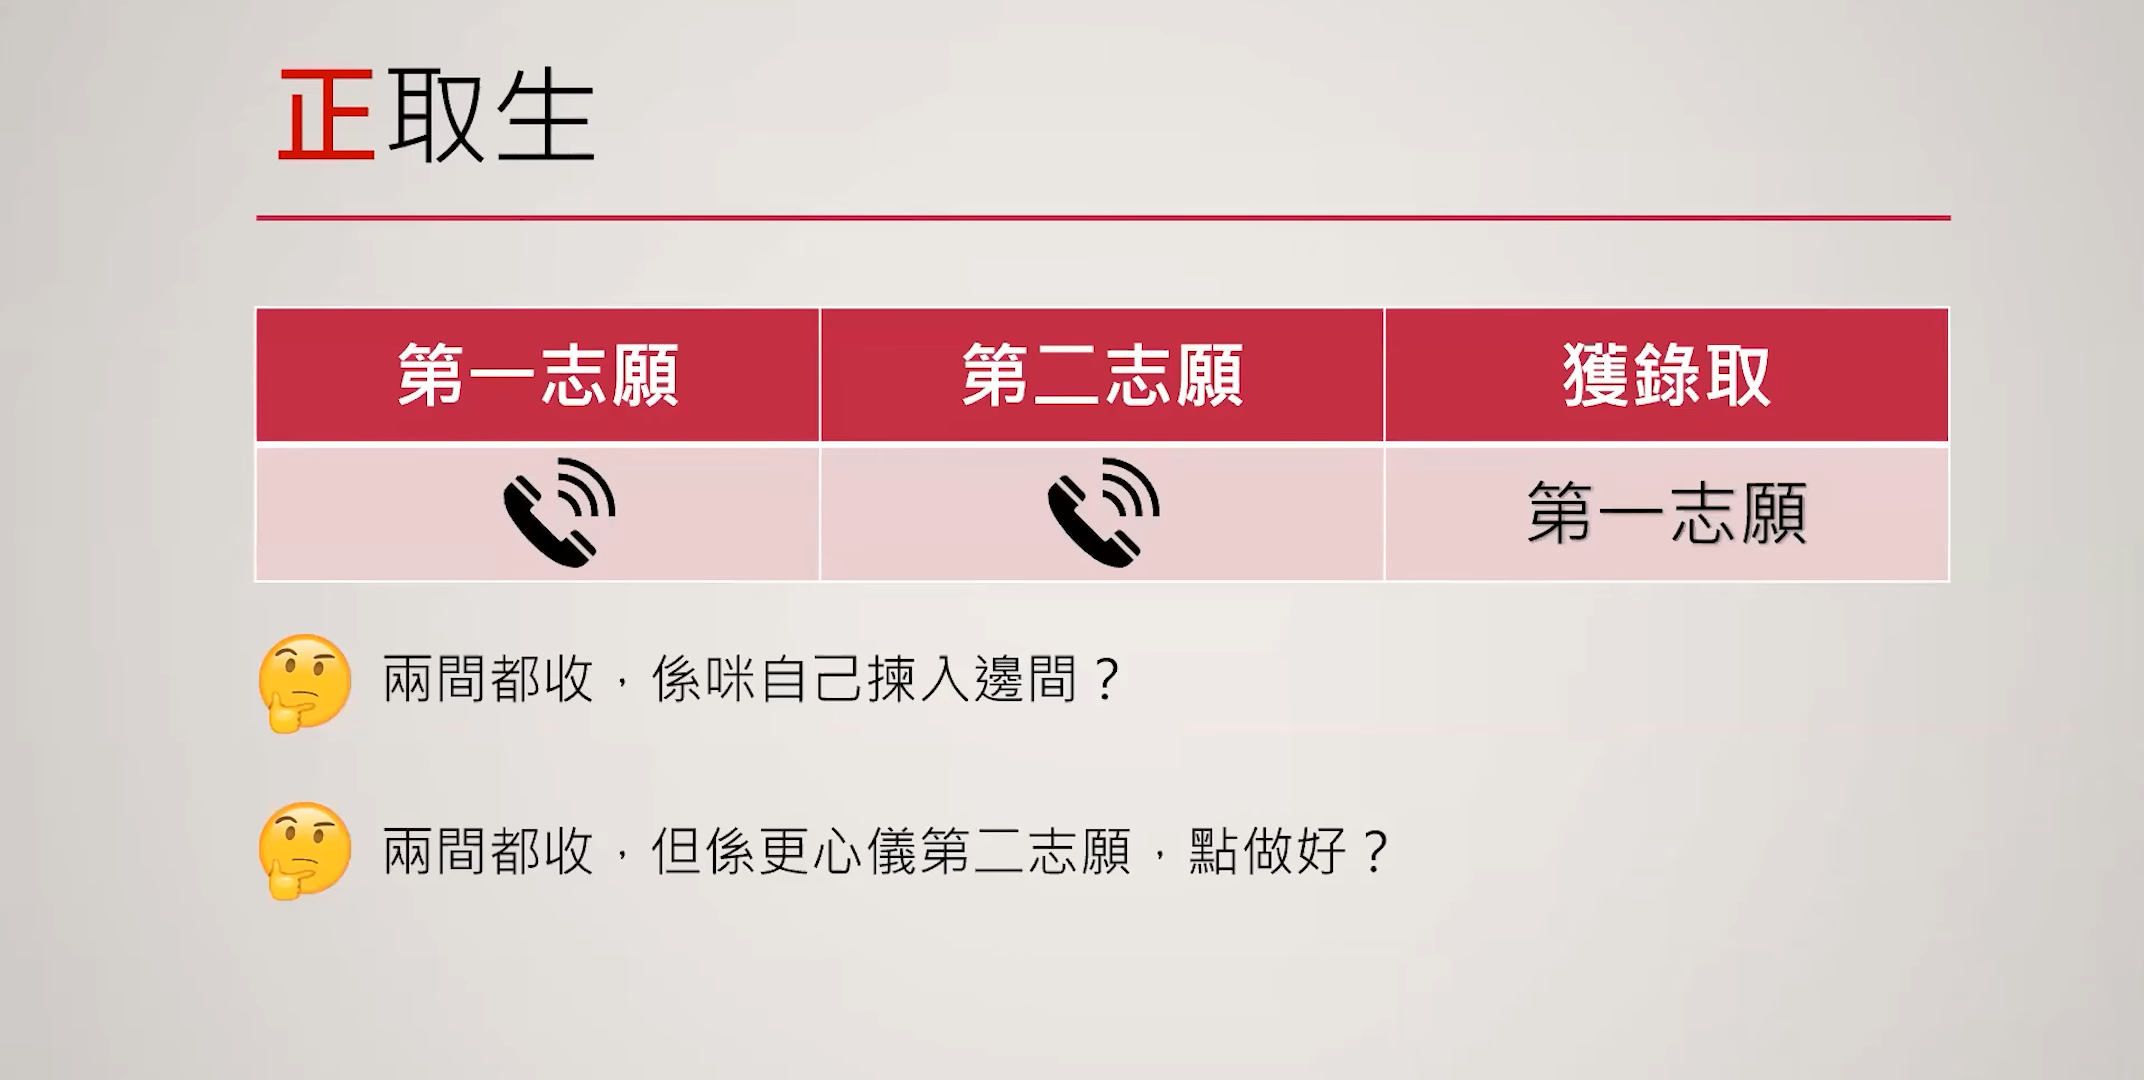 正取生
第一志願 第二志願 獲錄取
第一志願
兩間都收，係咪自己揀入邊間？
兩間都收，但係更心儀第二志願，點做好？